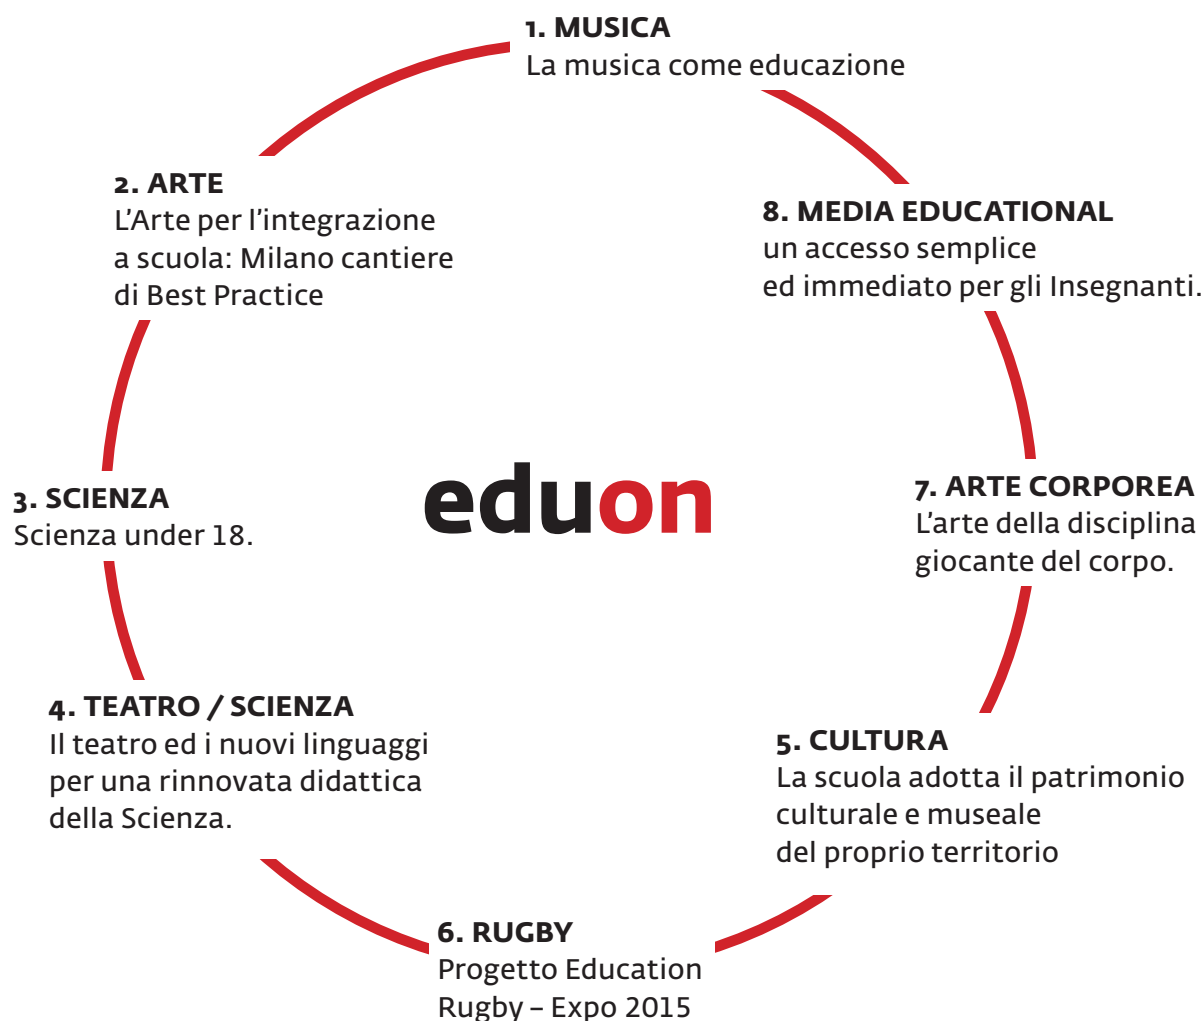 1. MUSICA
La musica come educazione
2. ARTE
L'Arte per l'integrazione
a scuola: Milano cantiere
di Best Practice
8. MEDIA EDUCATIONAL
un accesso semplice
ed immediato per gli Insegnanti.
eduon
3. SCIENZA
Scienza under 18.
7. ARTE CORPOREA
L'arte della disciplina
giocante del corpo.
4. TEATRO / SCIENZA
Il teatro ed i nuovi linguaggi
per una rinnovata didattica
della Scienza.
5. CULTURA
La scuola adotta il patrimonio
culturale e museale
del proprio territorio
6. RUGBY
Progetto Education
Rugby – Expo 2015